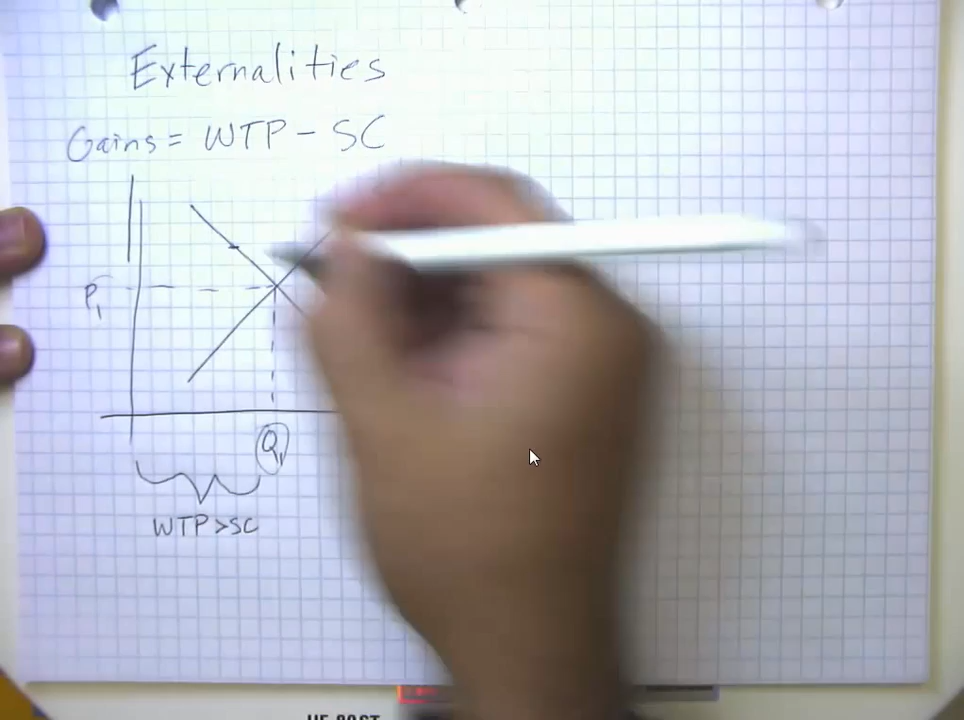 Externalities
Gains = WTP - SC
P₁
Q₁
WTP > SC